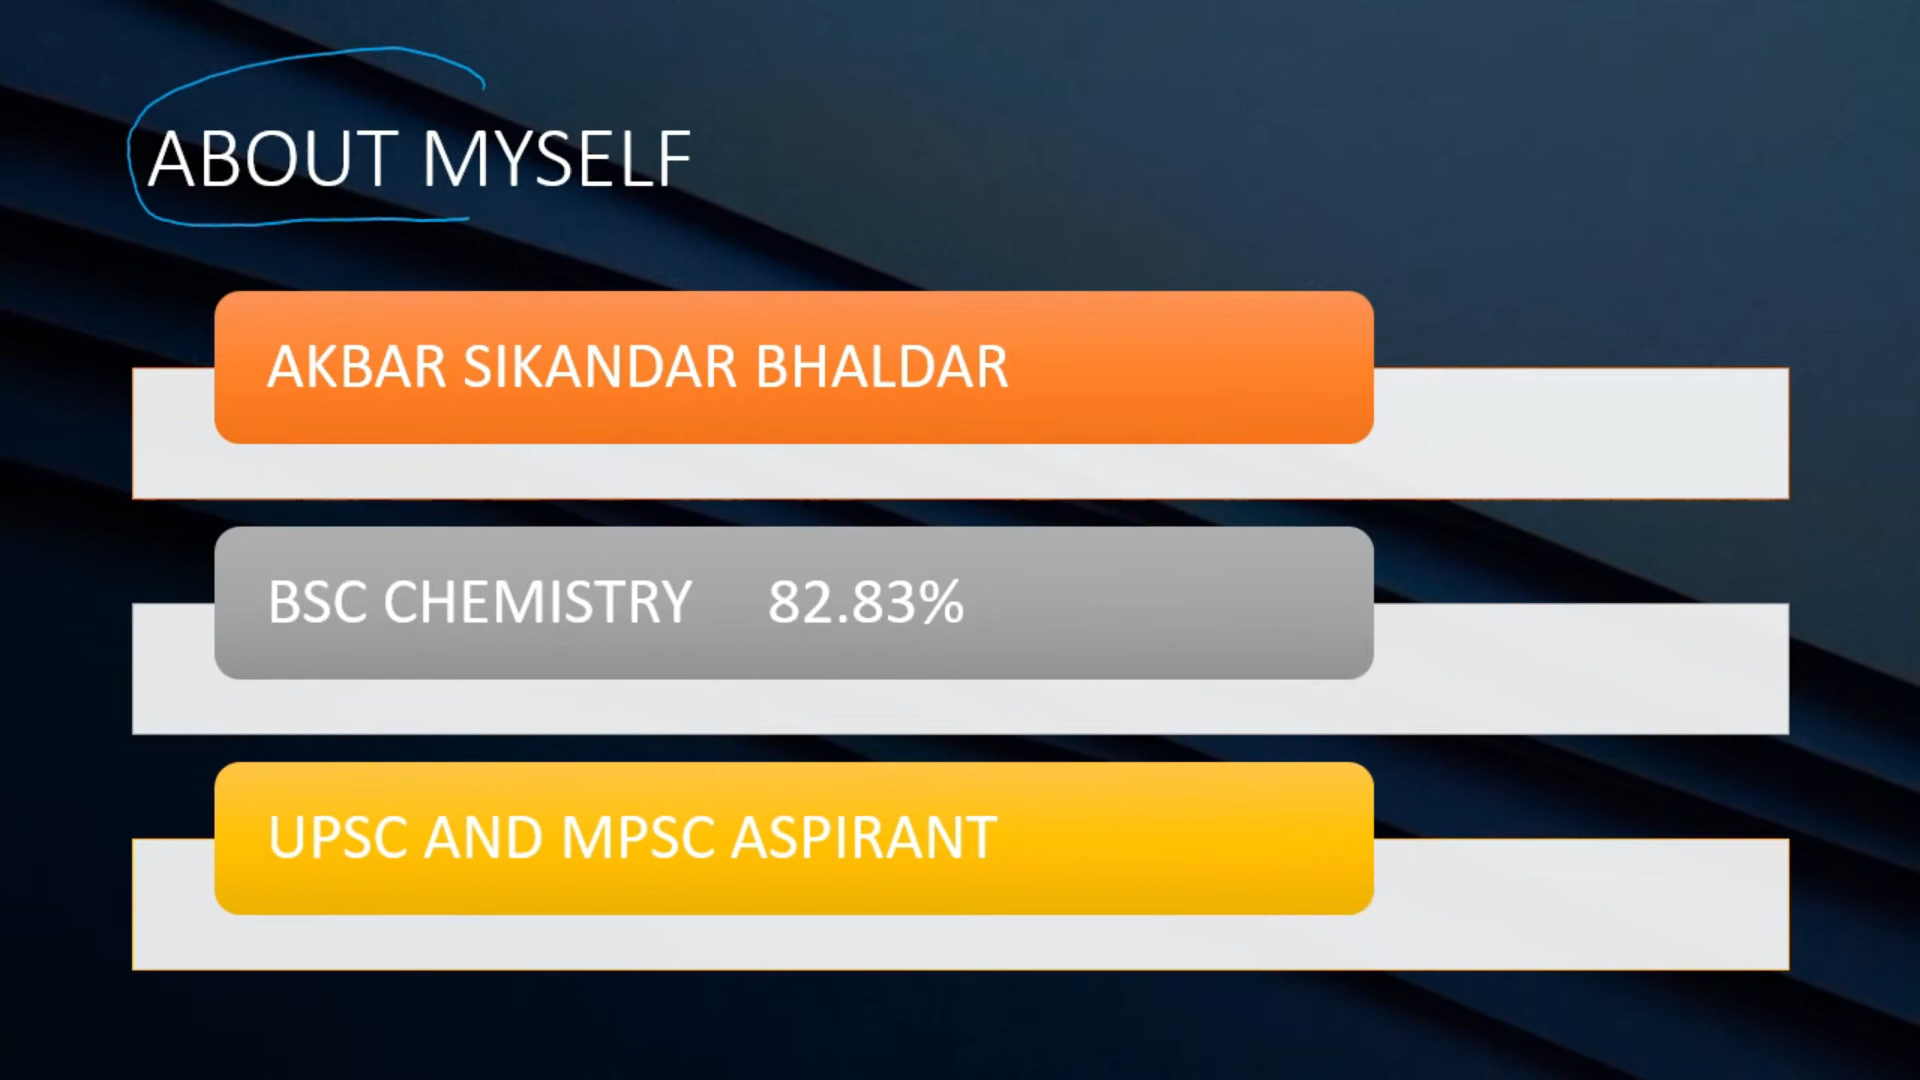 ABOUT MYSELF
AKBAR SIKANDAR BHALDAR
BSC CHEMISTRY 82.83%
UPSC AND MPSC ASPIRANT